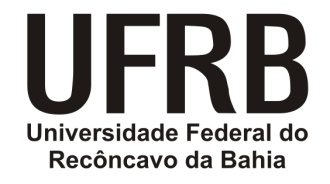 UFRB
Universidade Federal do
Recôncavo da Bahia